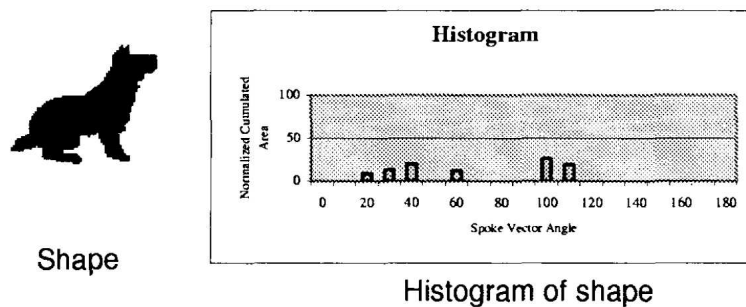 Histogram
Normalized Cumulated
Area
100
50
0
0 20 40 60 80 100 120 140 160 180
Spoke Vector Angle
Shape
Histogram of shape